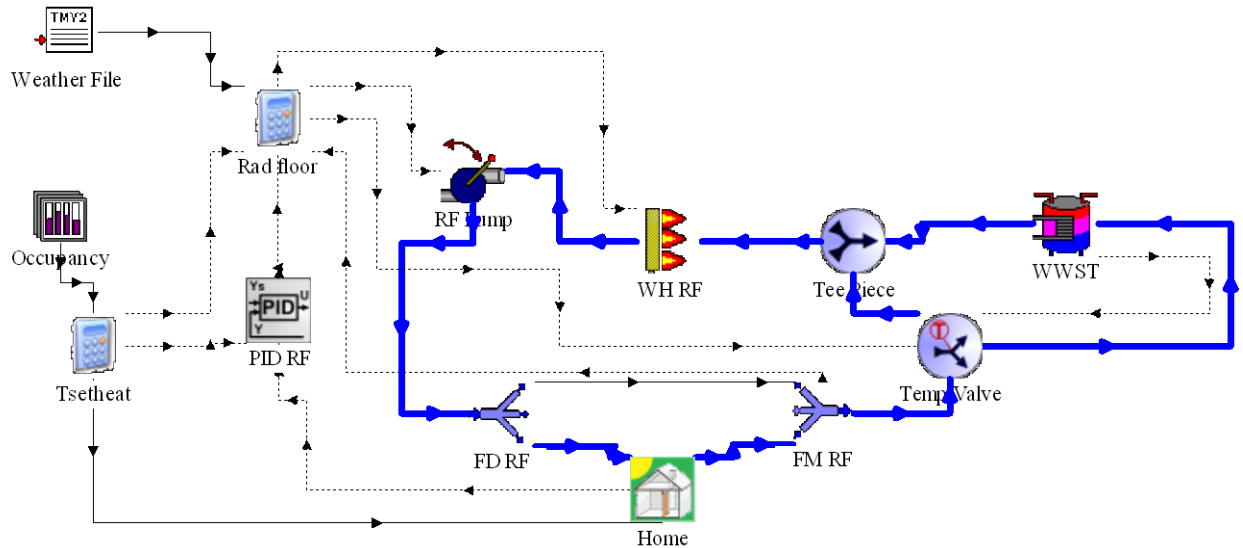 TMY2
Weather File
Rad floor
RF Pump
Occupancy
WH RF
Tee Piece
WWST
Ys
U
PID
Y
PID RF
T
Tsetheat
Temp Valve
FD RF
FM RF
Home